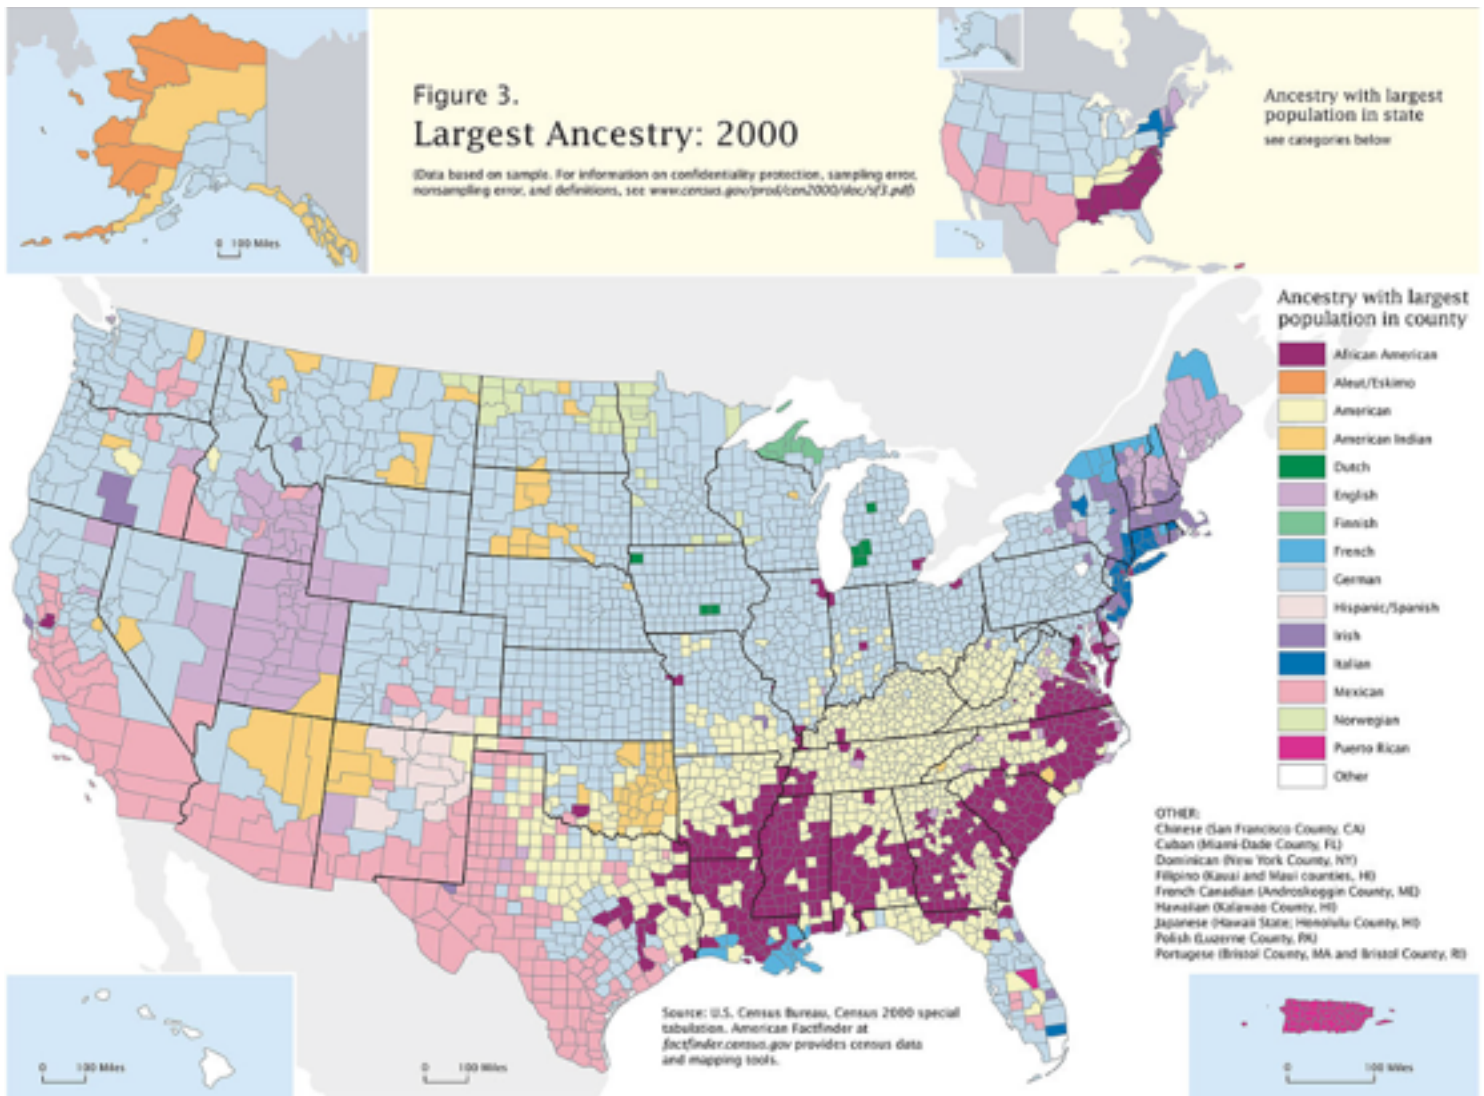 Figure 3.
Largest Ancestry: 2000
(Data based on sample. For information on confidentiality protection, sampling error,
nonsampling error, and definitions, see www.census.gov/prod/cen2000/doc/sf3.pdf)
Ancestry with largest
population in state
see categories below
0 100 Miles
Ancestry with largest
population in county
African American
Aleut/Eskimo
American
American Indian
Dutch
English
Finnish
French
German
Hispanic/Spanish
Irish
Italian
Mexican
Norwegian
Puerto Rican
Other
OTHER:
Chinese (San Francisco County, CA)
Cuban (Miami-Dade County, FL)
Dominican (New York County, NY)
Filipino (Kauai and Maui counties, HI)
French Canadian (Androskoggin County, ME)
Hawaiian (Kalawao County, HI)
Japanese (Hawaii State; Honolulu County, HI)
Polish (Luzerne County, PA)
Portugese (Bristol County, MA and Bristol County, RI)
Source: U.S. Census Bureau, Census 2000 special
tabulation. American Factfinder at
factfinder.census.gov provides census data
and mapping tools.
0 100 Miles
0 100 Miles
0 100 Miles